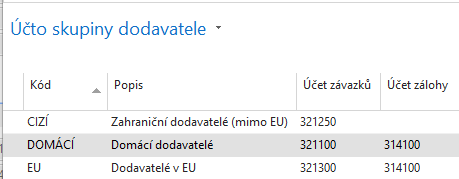 Účto skupiny dodavatele
Kód Popis Účet závazků Účet zálohy
CIZÍ Zahraniční dodavatelé (mimo EU) 321250
DOMÁCÍ Domácí dodavatelé 321100 314100
EU Dodavatelé v EU 321300 314100